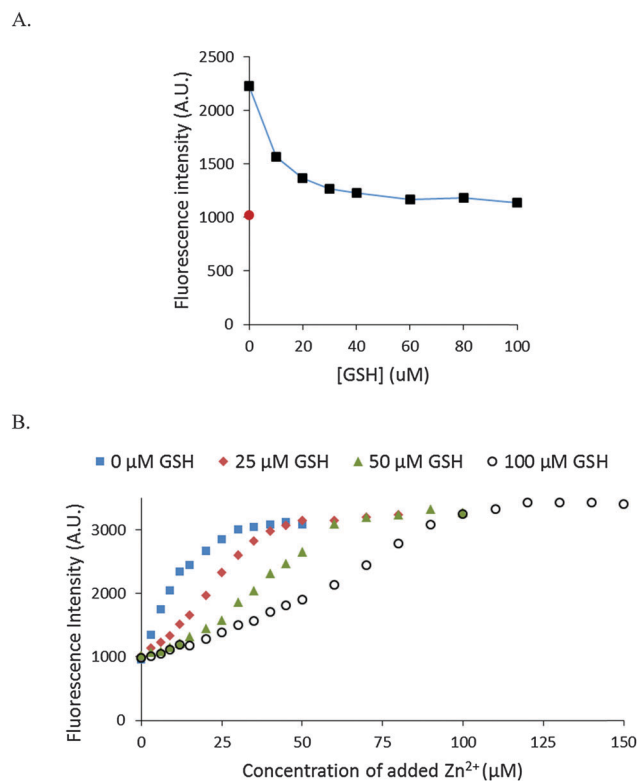 A.
Fluorescence intensity (A.U.)
2500
2000
1500
1000
500
0
0 20 40 60 80 100
[GSH] (uM)
B.
0 μM GSH 25 μM GSH 50 μM GSH 100 μM GSH
Fluorescence Intensity (A.U.)
3000
2000
1000
0
0 25 50 75 100 125 150
Concentration of added Zn²⁺(μM)